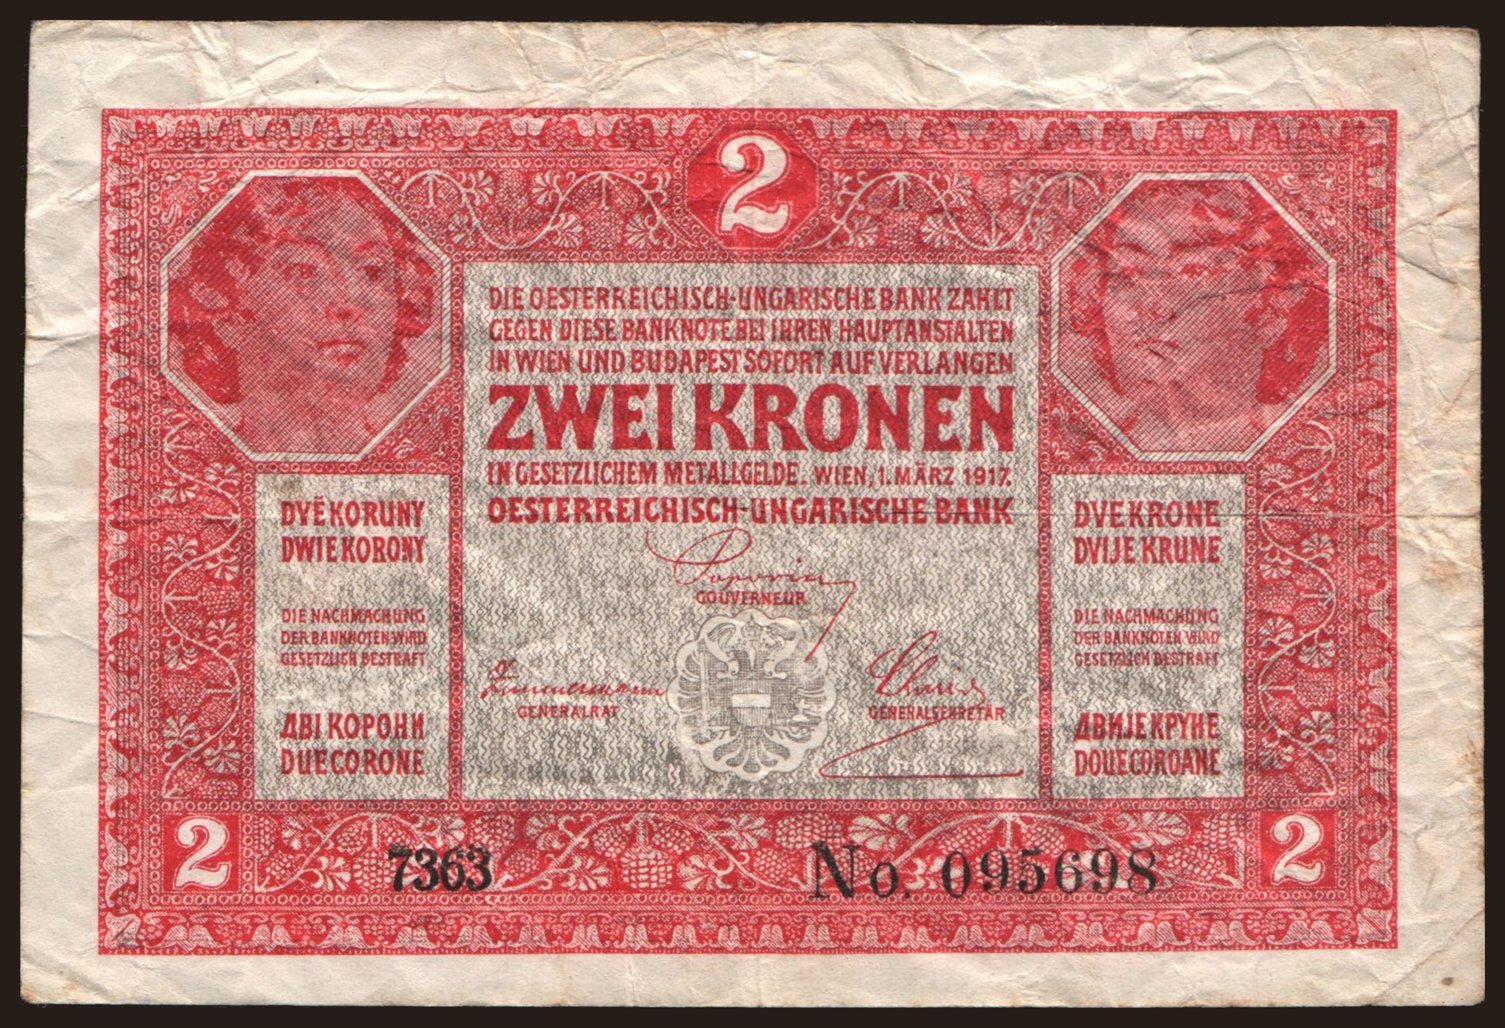 2
DIE OESTERREICHISCH-UNGARISCHE BANK ZAHLT
GEGEN DIESE BANKNOTE BEI IHREN HAUPTANSTALTEN
IN WIEN UND BUDAPEST SOFORT AUF VERLANGEN
ZWEI KRONEN
IN GESETZLICHEM METALLGELDE. WIEN, 1. MÄRZ 1917.
OESTERREICHISCH-UNGARISCHE BANK
Popovics
GOUVERNEUR
Zimmermann
GENERALRAT
GENERALSEKRETÄR
DVĚ KORUNY
DWIE KORONY
DIE NACHMACHUNG
DER BANKNOTEN WIRD
GESETZLICH BESTRAFT
ДВІ КОРОНИ
DUE CORONE
DVE KRONE
DVIJE KRUNE
DIE NACHMACHUNG
DER BANKNOTEN WIRD
GESETZLICH BESTRAFT
ДВИЈЕ КРУНЕ
DOUE COROANE
2
7363
No. 095698
2